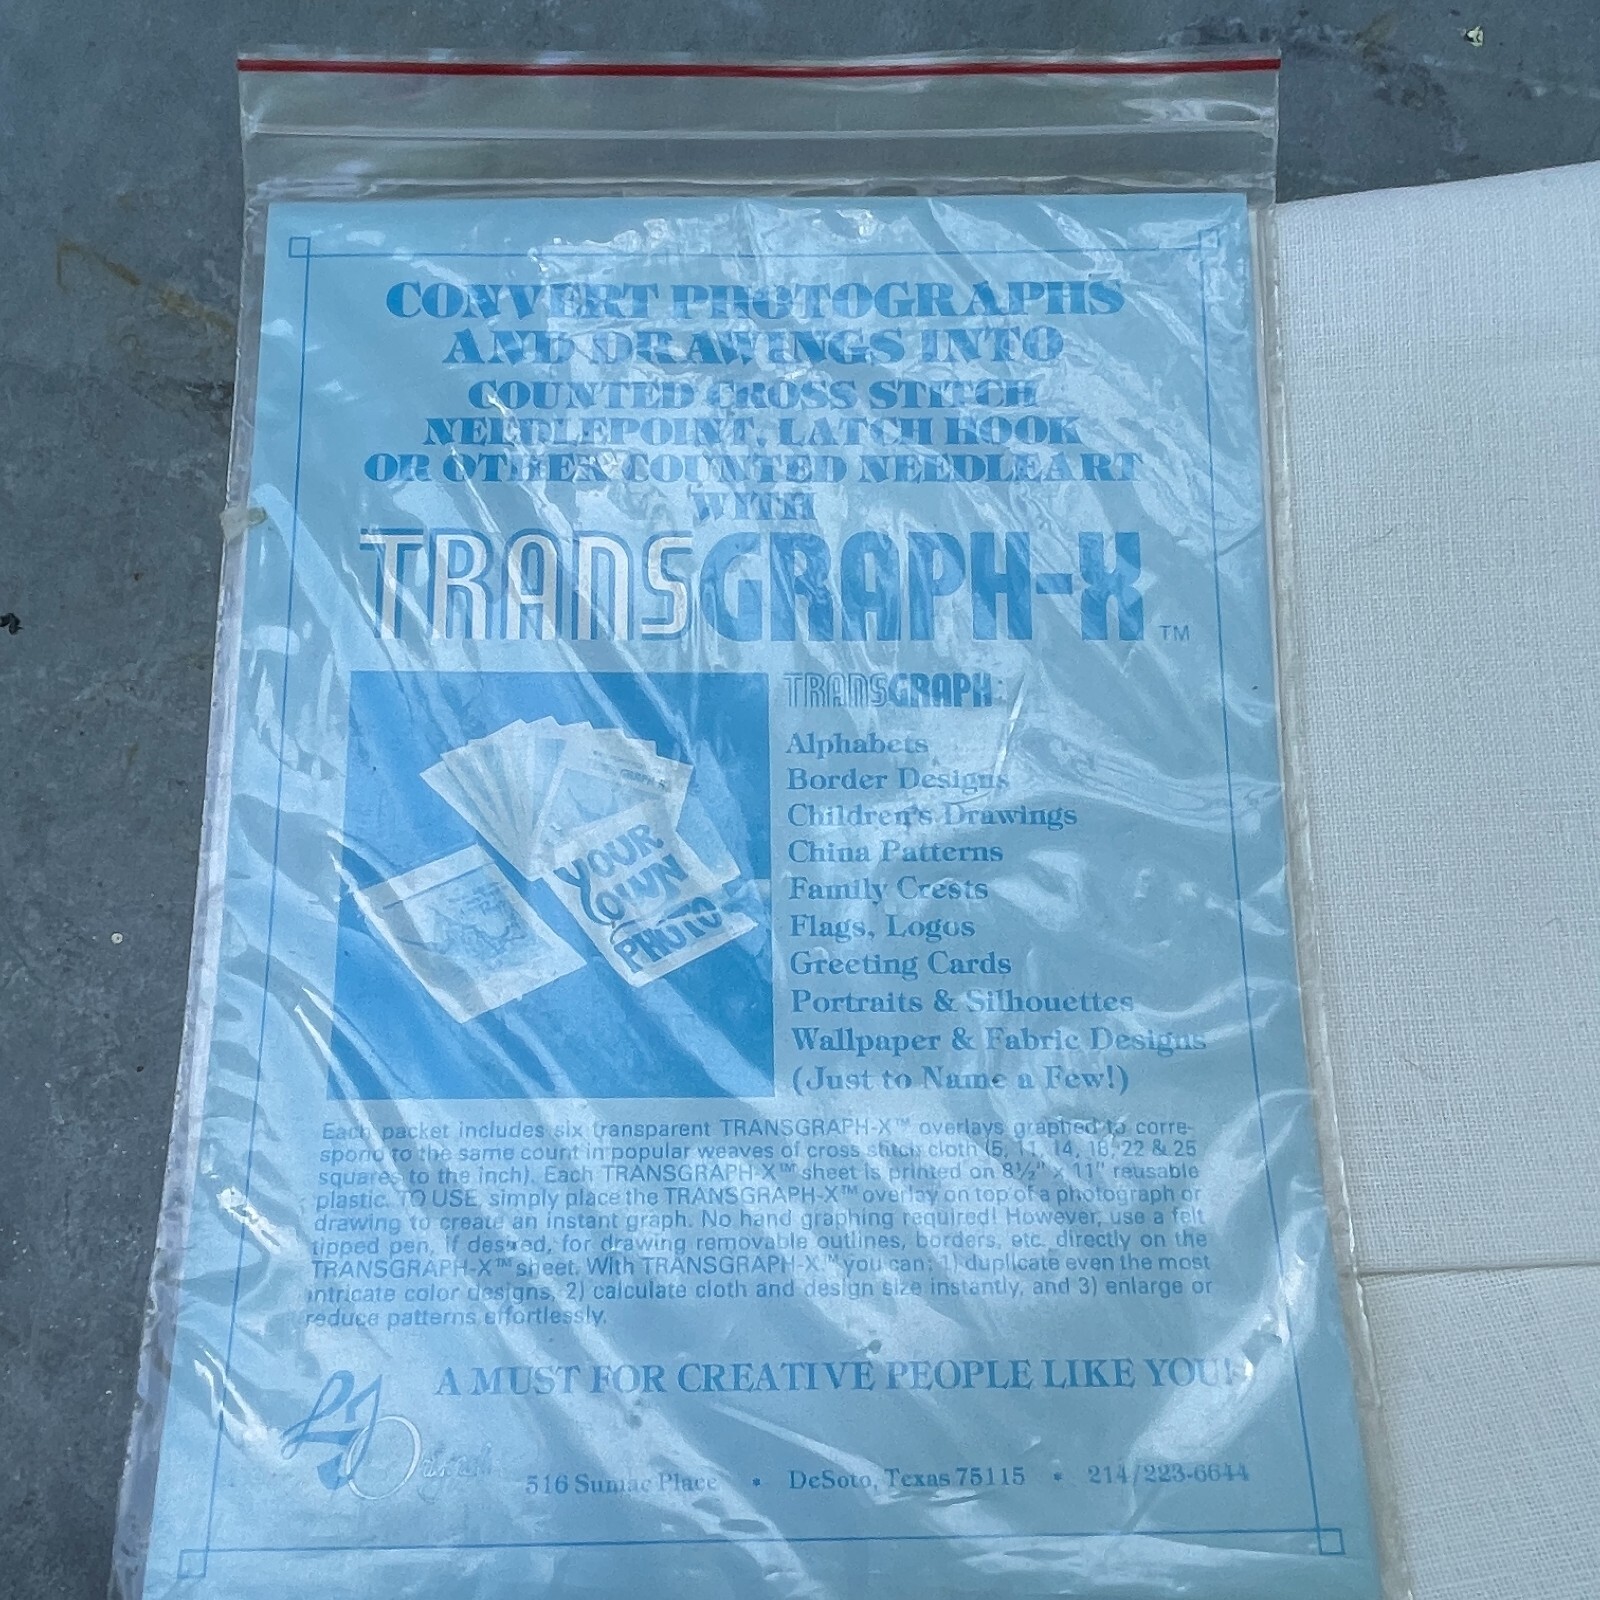 CONVERT PHOTOGRAPHS
AND DRAWINGS INTO
COUNTED CROSS STITCH
NEEDLEPOINT, LATCH HOOK
OR OTHER COUNTED NEEDLEART
WITH
TRANSGRAPH-X™
YOUR
OWN
PHOTO
TRANSGRAPH:
Alphabets
Border Designs
Children's Drawings
China Patterns
Family Crests
Flags, Logos
Greeting Cards
Portraits & Silhouettes
Wallpaper & Fabric Designs
(Just to Name a Few!)
Each packet includes six transparent TRANSGRAPH-X™ overlays graphed to corre-
spond to the same count in popular weaves of cross stitch cloth (5, 11, 14, 18, 22 & 25
squares to the inch). Each TRANSGRAPH-X™ sheet is printed on 8½" x 11" reusable
plastic. TO USE, simply place the TRANSGRAPH-X™ overlay on top of a photograph or
drawing to create an instant graph. No hand graphing required! However, use a felt
tipped pen, if desired, for drawing removable outlines, borders, etc. directly on the
TRANSGRAPH-X™ sheet. With TRANSGRAPH-X™ you can: 1) duplicate even the most
intricate color designs, 2) calculate cloth and design size instantly, and 3) enlarge or
reduce patterns effortlessly.
A MUST FOR CREATIVE PEOPLE LIKE YOU!
LJ Originals
516 Sumac Place • DeSoto, Texas 75115 • 214/223-6644